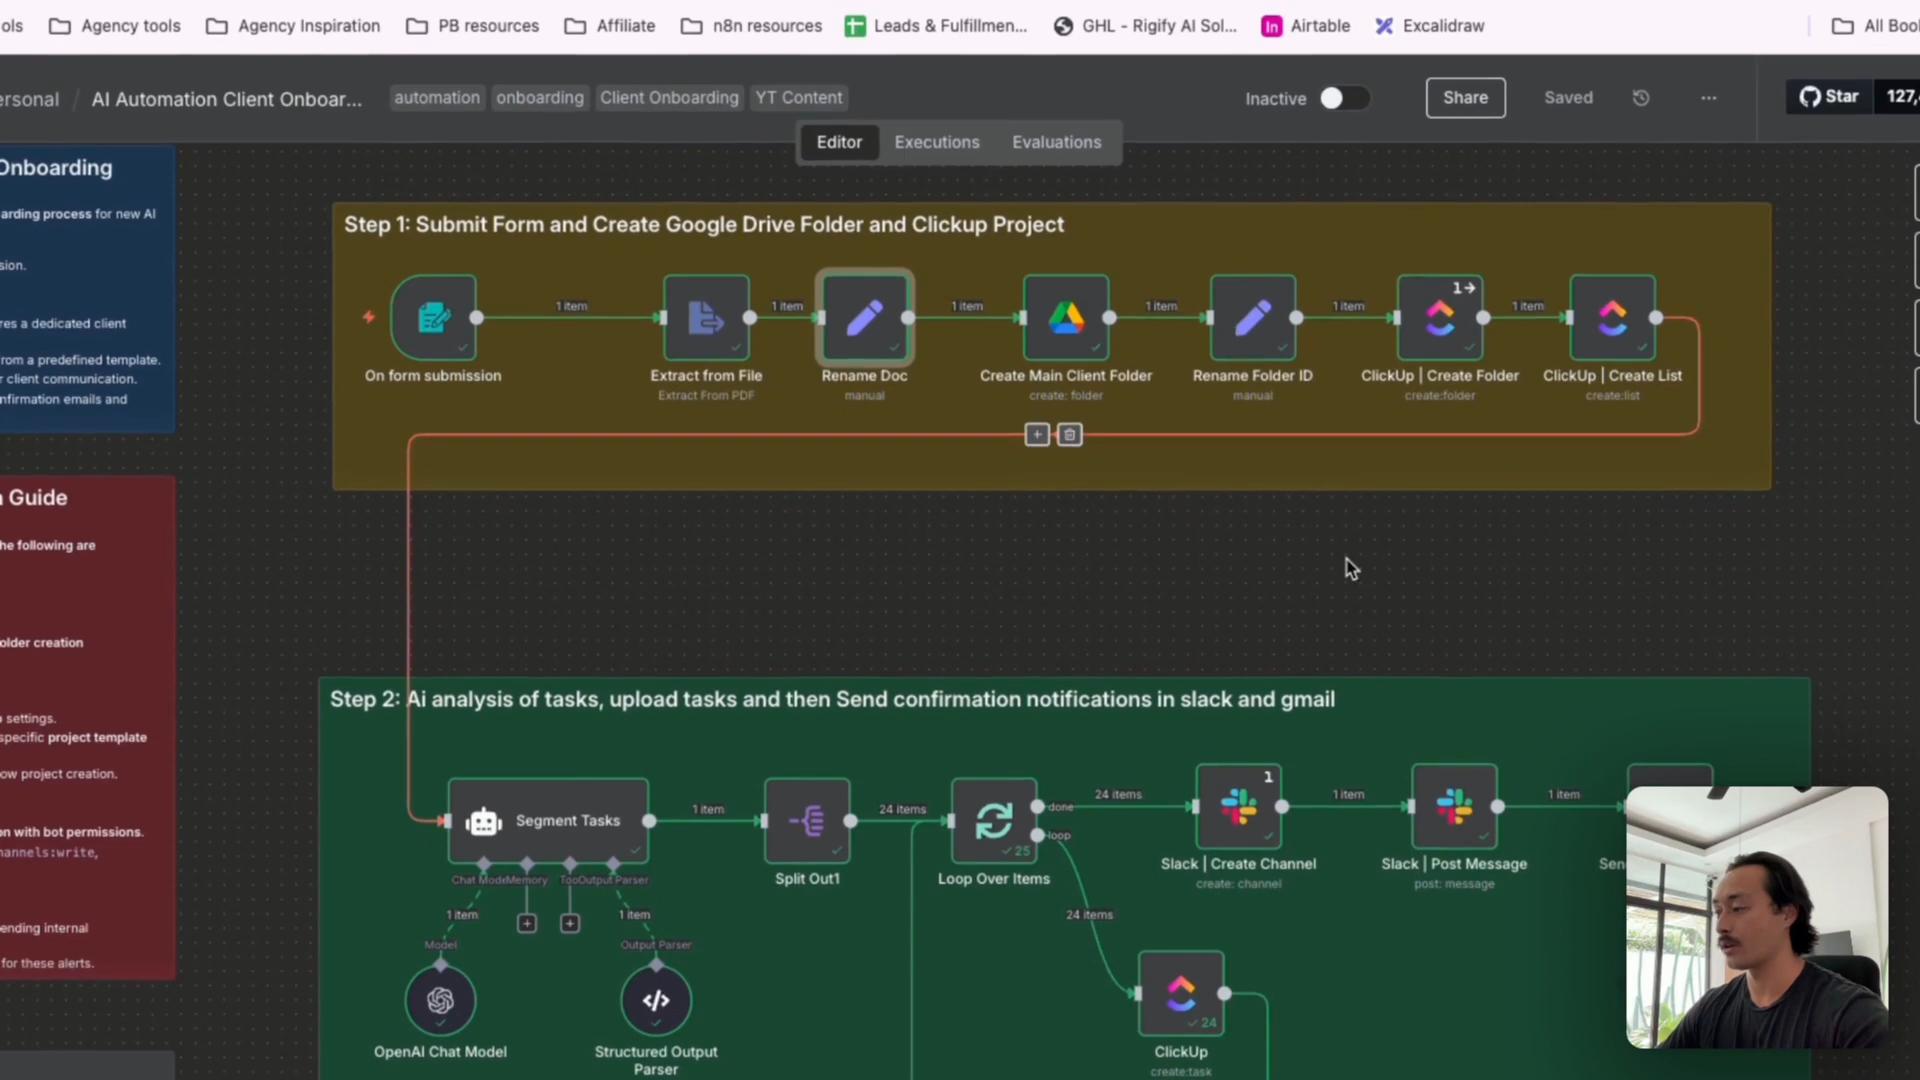 ols
Agency tools
Agency Inspiration
PB resources
Affiliate
n8n resources
Leads & Fulfillmen...
GHL - Rigify AI Sol...
Airtable
Excalidraw
All Book
ersonal / AI Automation Client Onboar...
automation
onboarding
Client Onboarding
YT Content
Inactive
Share
Saved
...
Star
127,
Editor
Executions
Evaluations
Onboarding
arding process for new AI
sion.
res a dedicated client
rom a predefined template.
r client communication.
nfirmation emails and
Guide
he following are
older creation
settings.
specific project template
ow project creation.
on with bot permissions.
hannels:write,
ending internal
for these alerts.
Step 1: Submit Form and Create Google Drive Folder and Clickup Project
1 item
1 item
1 item
1 item
1 item
1
1 item
On form submission
Extract from File
Extract From PDF
Rename Doc
manual
Create Main Client Folder
create: folder
Rename Folder ID
manual
ClickUp | Create Folder
create:folder
ClickUp | Create List
create:list
Step 2: Ai analysis of tasks, upload tasks and then Send confirmation notifications in slack and gmail
Segment Tasks
1 item
24 items
done
loop
25
24 items
1
1 item
1 item
Chat Mode
Memory
Too
Output Parser
Split Out1
Loop Over Items
Slack | Create Channel
create: channel
Slack | Post Message
post: message
Sen
1 item
1 item
24 items
Model
Output Parser
OpenAI Chat Model
Structured Output
Parser
24
ClickUp
create:task